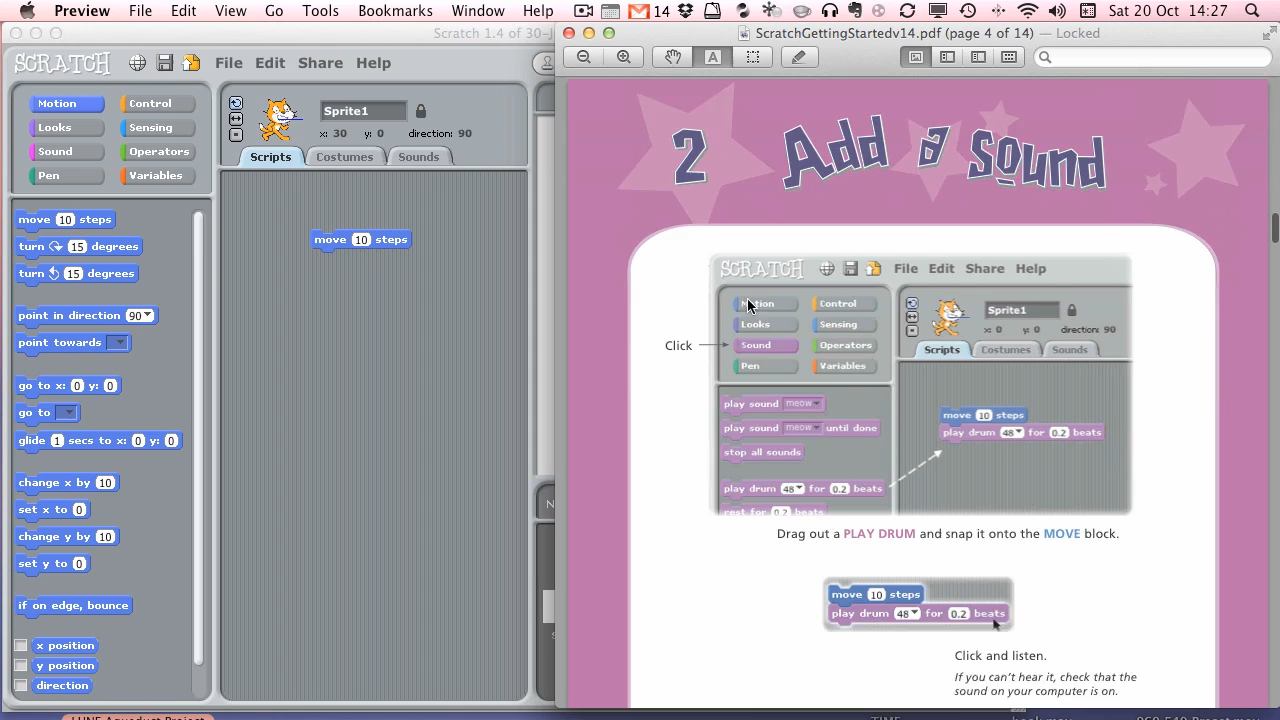 Preview File Edit View Go Tools Bookmarks Window Help 14 Sat 20 Oct 14:27
Scratch 1.4 of 30-J
SCRATCH File Edit Share Help
Motion Control
Looks Sensing
Sound Operators
Pen Variables
Sprite1
x: 30 y: 0 direction: 90
Scripts Costumes Sounds
move 10 steps
turn 15 degrees
turn 15 degrees
point in direction 90
point towards
go to x: 0 y: 0
go to
glide 1 secs to x: 0 y: 0
change x by 10
set x to 0
change y by 10
set y to 0
if on edge, bounce
x position
y position
direction
move 10 steps
N
ScratchGettingStartedv14.pdf (page 4 of 14) — Locked
A
2 Add a Sound
SCRATCH File Edit Share Help
Motion Control
Looks Sensing
Click
Sound Operators
Pen Variables
Sprite1
x: 0 y: 0 direction: 90
Scripts Costumes Sounds
play sound meow
play sound meow until done
stop all sounds
play drum 48 for 0.2 beats
rest for 0.2 beats
move 10 steps
play drum 48 for 0.2 beats
Drag out a PLAY DRUM and snap it onto the MOVE block.
move 10 steps
play drum 48 for 0.2 beats
Click and listen.
If you can't hear it, check that the
sound on your computer is on.